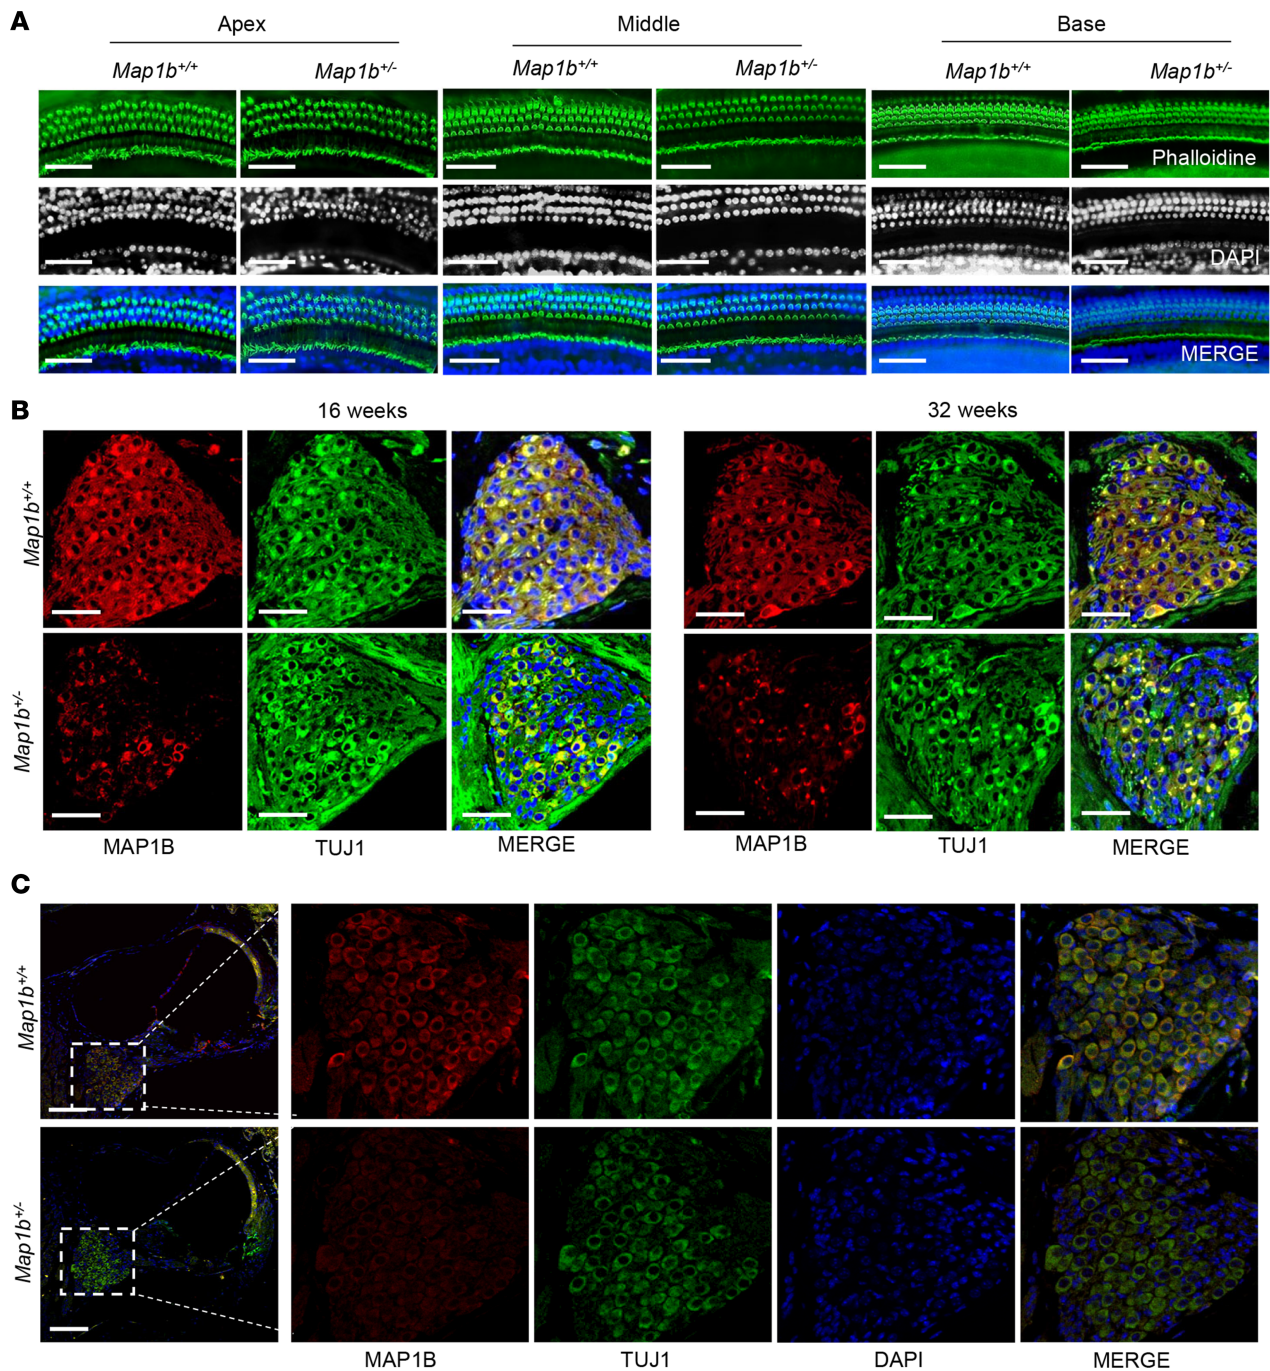 A
Apex Middle Base
Map1b+/+ Map1b+/- Map1b+/+ Map1b+/- Map1b+/+ Map1b+/-
Phalloidine
DAPI
MERGE
B
16 weeks 32 weeks
Map1b+/+
Map1b+/-
MAP1B TUJ1 MERGE MAP1B TUJ1 MERGE
C
Map1b+/+
Map1b+/-
MAP1B TUJ1 DAPI MERGE